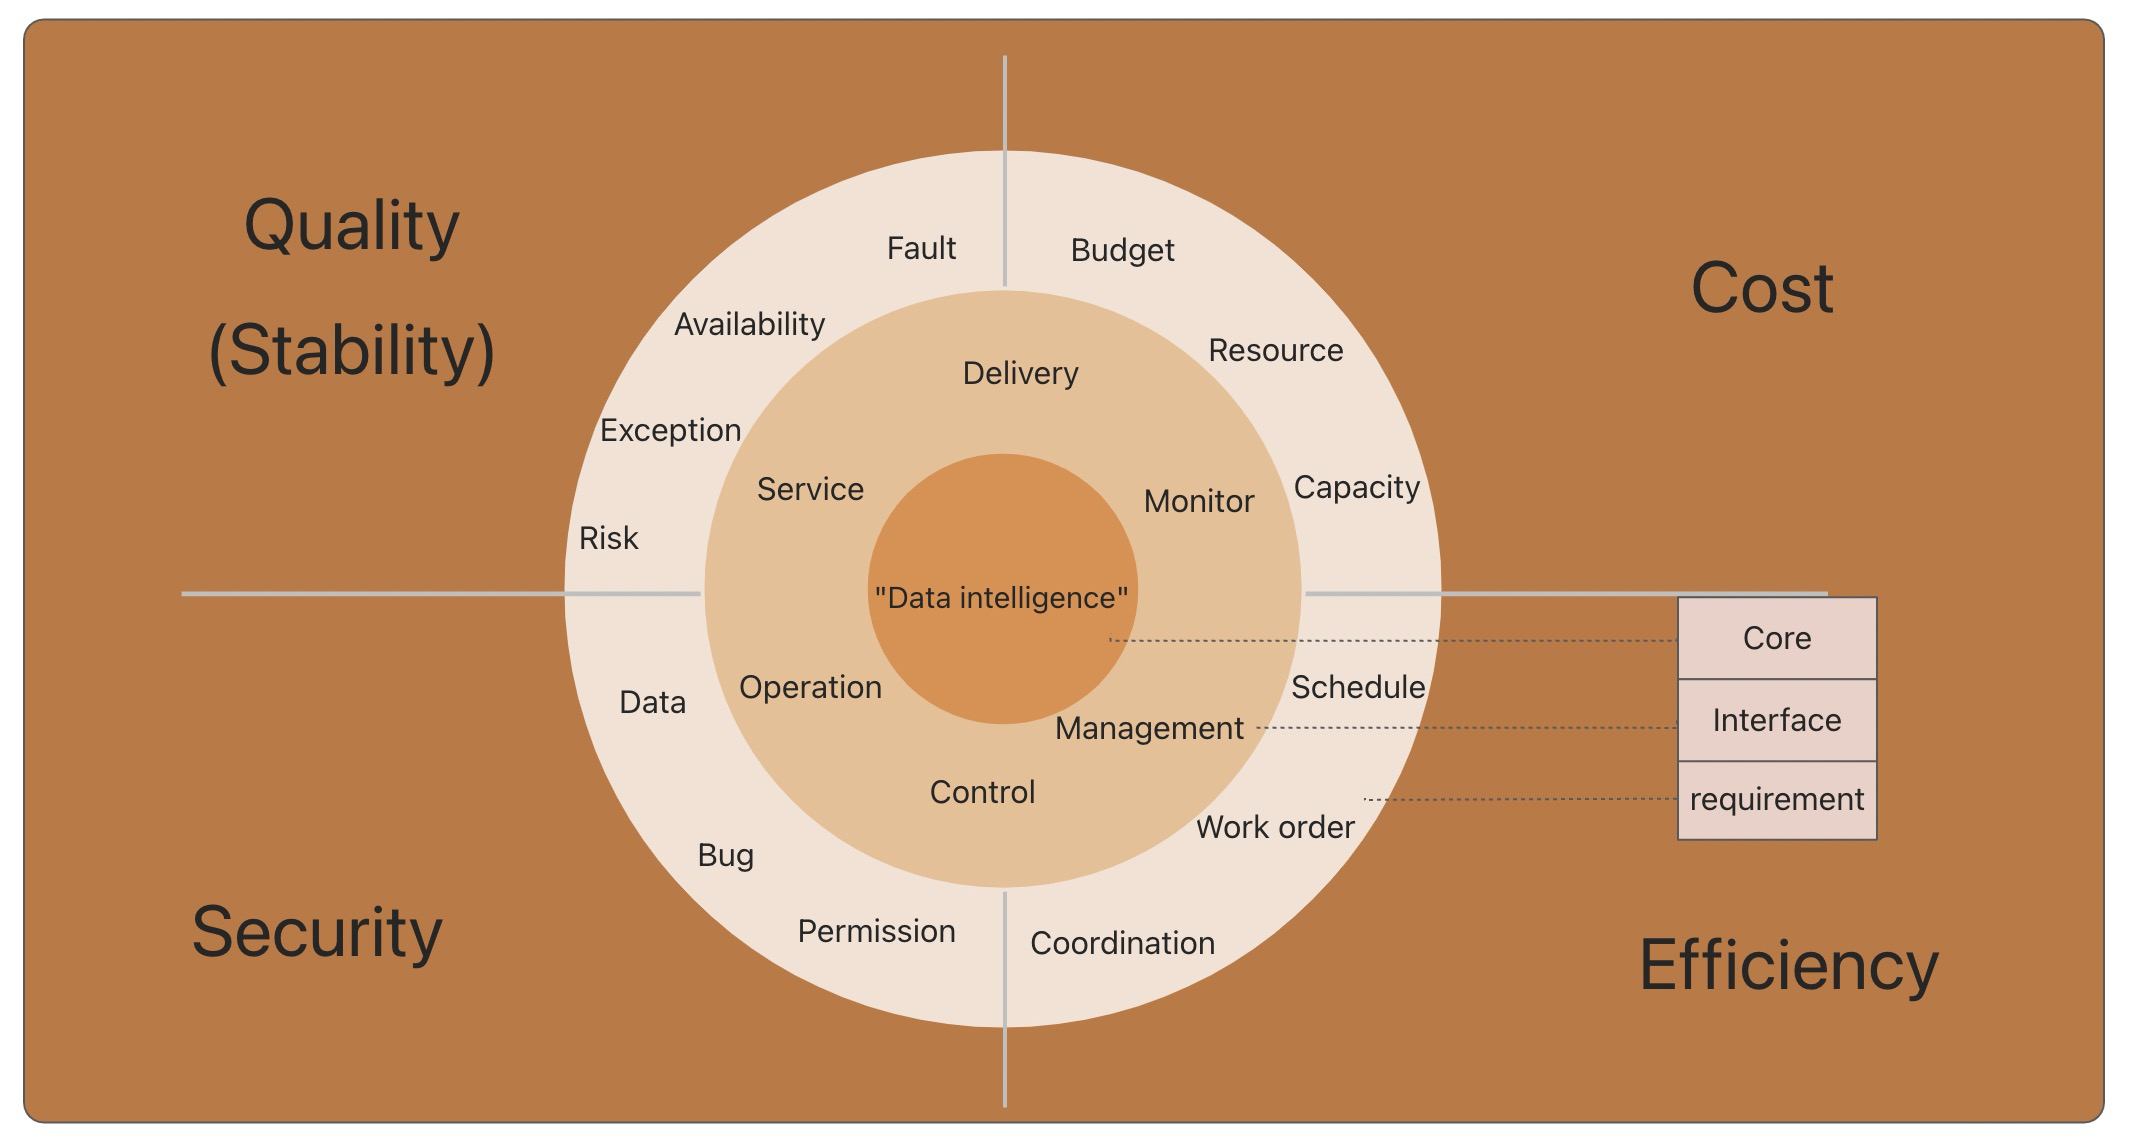 Quality
(Stability)
Cost
Fault
Budget
Availability
Resource
Delivery
Exception
Service
Monitor
Capacity
Risk
"Data intelligence"
Core
Data
Operation
Schedule
Management
Interface
Control
requirement
Work order
Bug
Permission
Coordination
Security
Efficiency